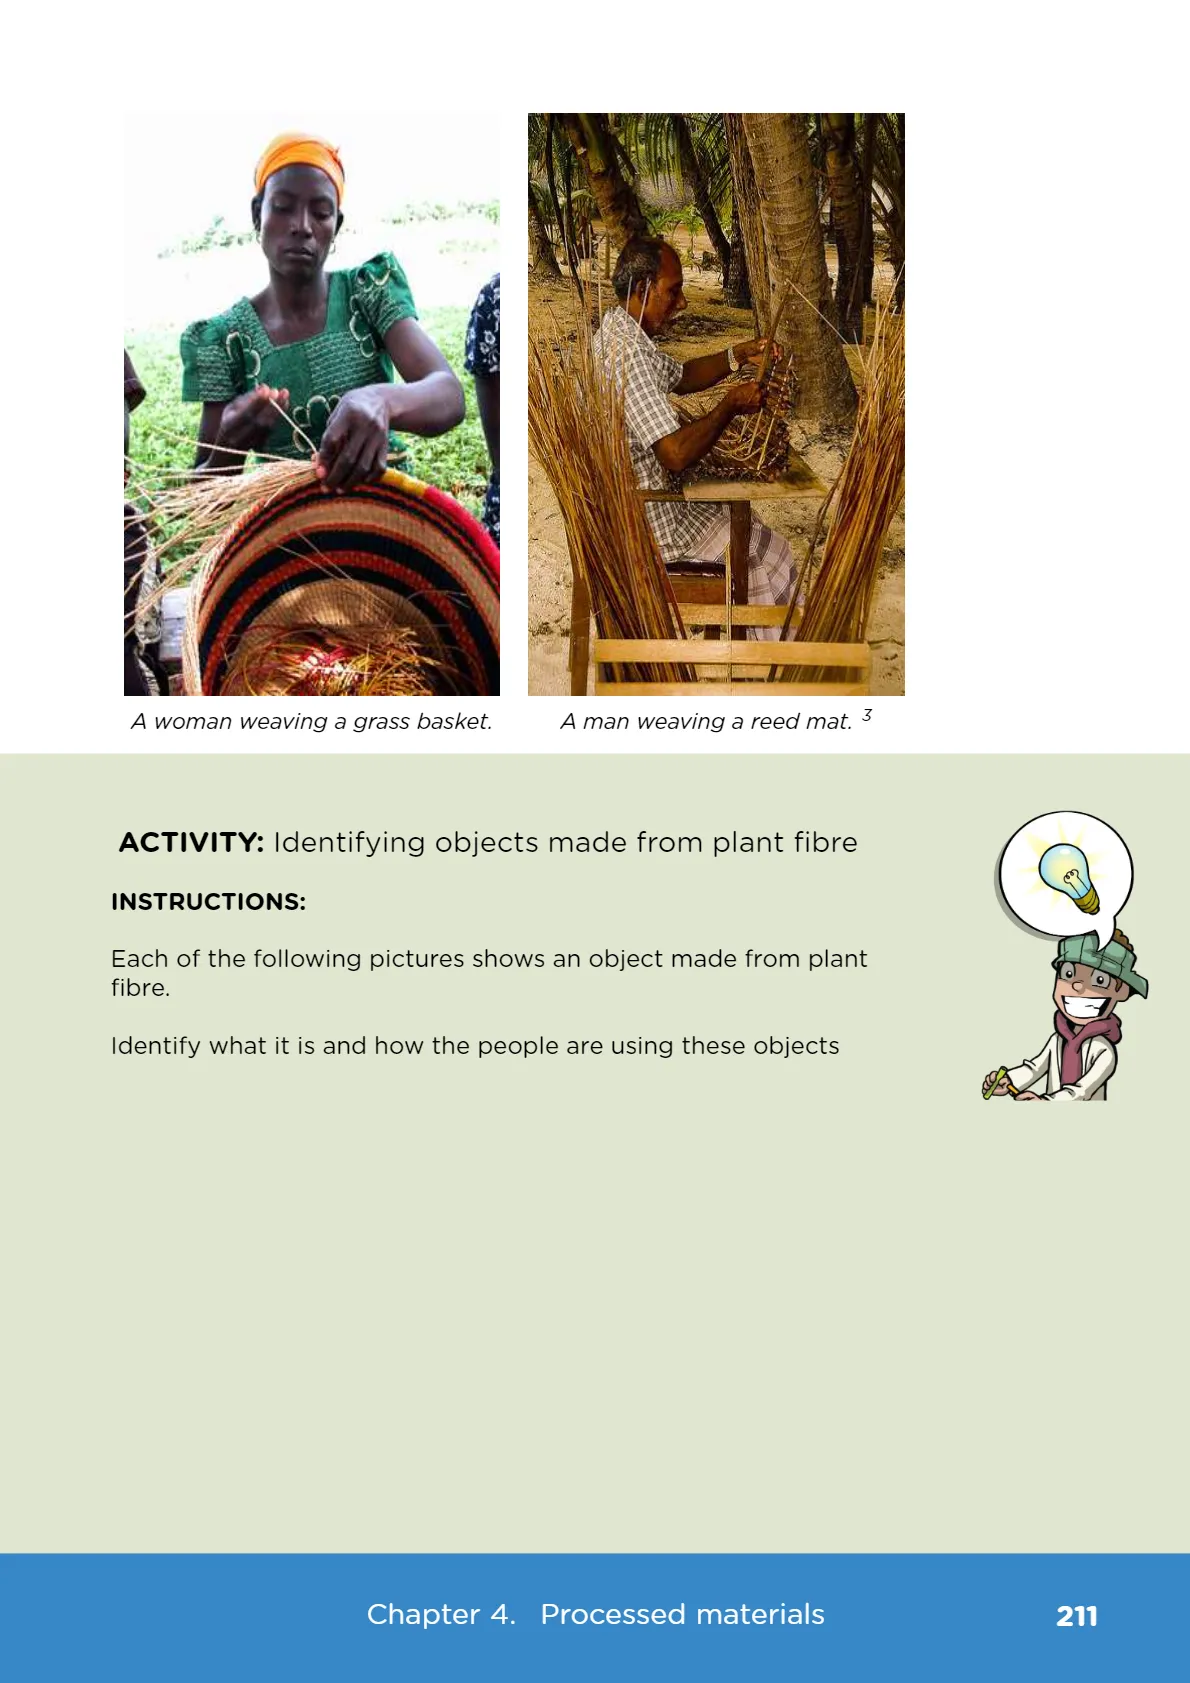 A woman weaving a grass basket.
A man weaving a reed mat. 3
ACTIVITY: Identifying objects made from plant fibre
INSTRUCTIONS:
Each of the following pictures shows an object made from plant
fibre.
Identify what it is and how the people are using these objects
Chapter 4. Processed materials
211